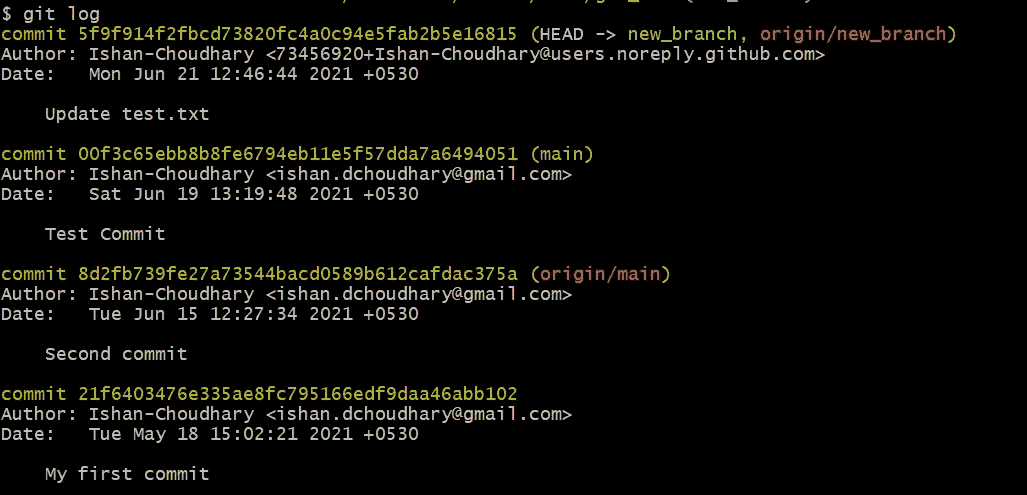 $ git log
commit 5f9f914f2fbcd73820fc4a0c94e5fab2b5e16815 (HEAD -> new_branch, origin/new_branch)
Author: Ishan-Choudhary <73456920+Ishan-Choudhary@users.noreply.github.com>
Date:   Mon Jun 21 12:46:44 2021 +0530
    Update test.txt
commit 00f3c65ebb8b8fe6794eb11e5f57dda7a6494051 (main)
Author: Ishan-Choudhary <ishan.dchoudhary@gmail.com>
Date:   Sat Jun 19 13:19:48 2021 +0530
    Test Commit
commit 8d2fb739fe27a73544bacd0589b612cafdac375a (origin/main)
Author: Ishan-Choudhary <ishan.dchoudhary@gmail.com>
Date:   Tue Jun 15 12:27:34 2021 +0530
    Second commit
commit 21f6403476e335ae8fc795166edf9daa46abb102
Author: Ishan-Choudhary <ishan.dchoudhary@gmail.com>
Date:   Tue May 18 15:02:21 2021 +0530
    My first commit